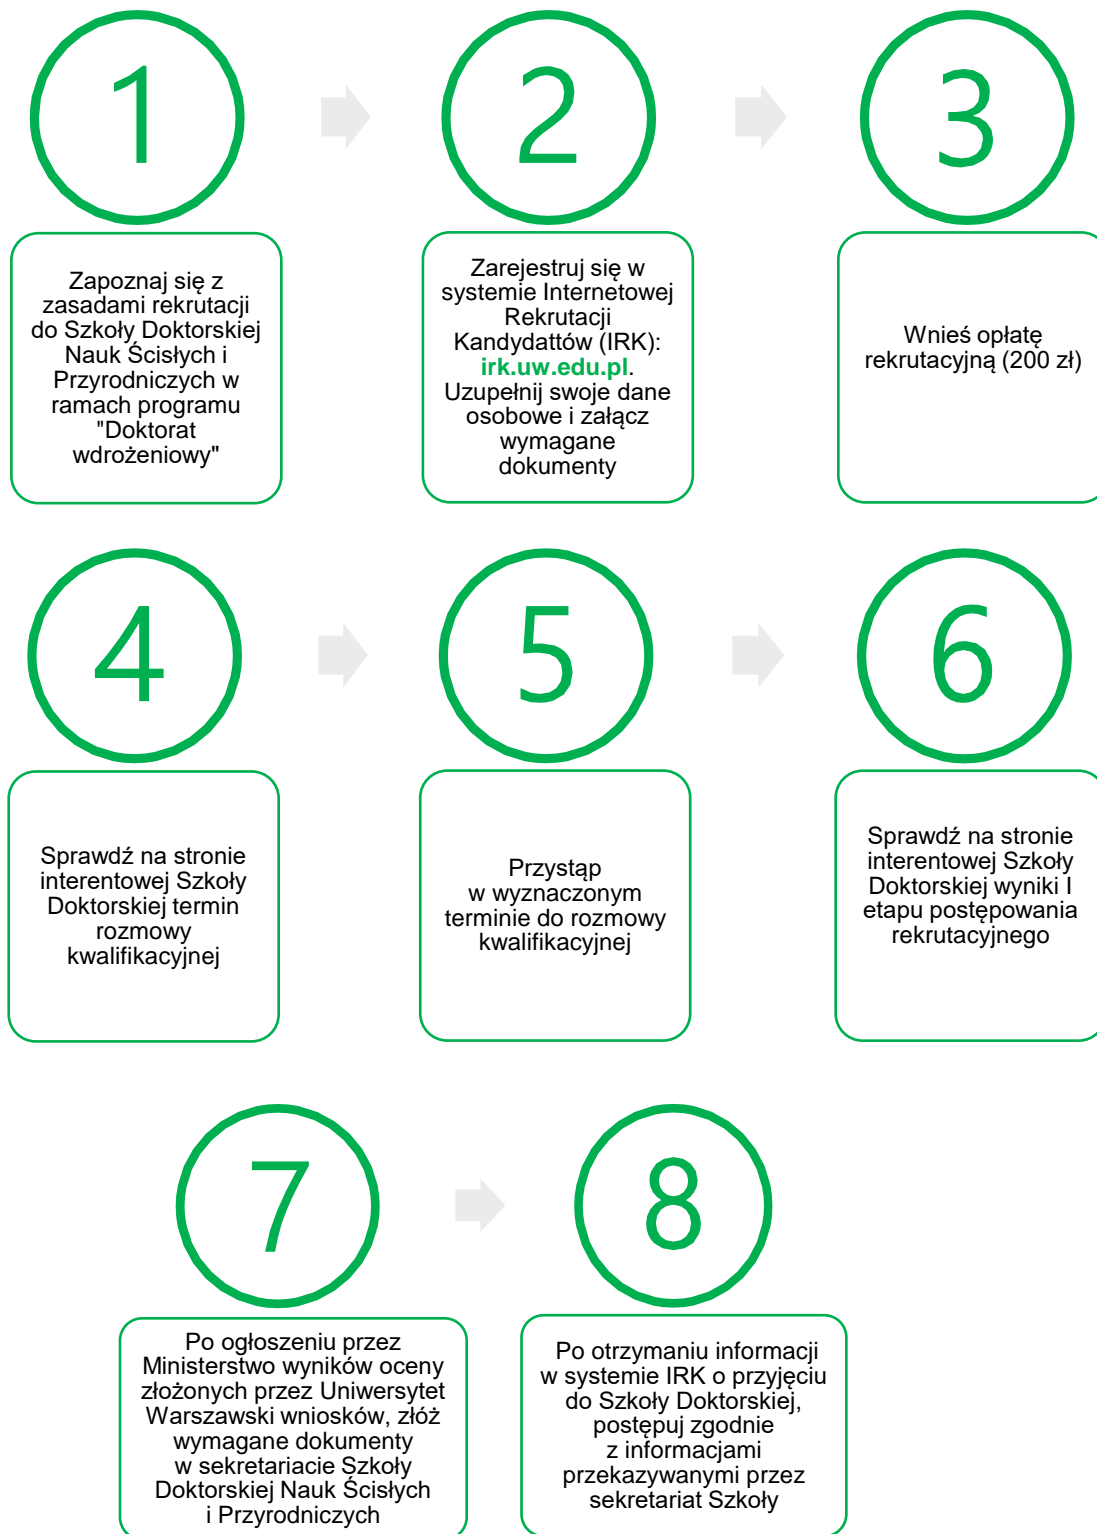 1
Zapoznaj się z
zasadami rekrutacji
do Szkoły Doktorskiej
Nauk Ścisłych i
Przyrodniczych w
ramach programu
"Doktorat
wdrożeniowy"
2
Zarejestruj się w
systemie Internetowej
Rekrutacji
Kandydattów (IRK):
irk.uw.edu.pl.
Uzupełnij swoje dane
osobowe i załącz
wymagane
dokumenty
3
Wnieś opłatę
rekrutacyjną (200 zł)
4
Sprawdź na stronie
interentowej Szkoły
Doktorskiej termin
rozmowy
kwalifikacyjnej
5
Przystąp
w wyznaczonym
terminie do rozmowy
kwalifikacyjnej
6
Sprawdź na stronie
interentowej Szkoły
Doktorskiej wyniki I
etapu postępowania
rekrutacyjnego
7
Po ogłoszeniu przez
Ministerstwo wyników oceny
złożonych przez Uniwersytet
Warszawski wniosków, złóż
wymagane dokumenty
w sekretariacie Szkoły
Doktorskiej Nauk Ścisłych
i Przyrodniczych
8
Po otrzymaniu informacji
w systemie IRK o przyjęciu
do Szkoły Doktorskiej,
postępuj zgodnie
z informacjami
przekazywanymi przez
sekretariat Szkoły